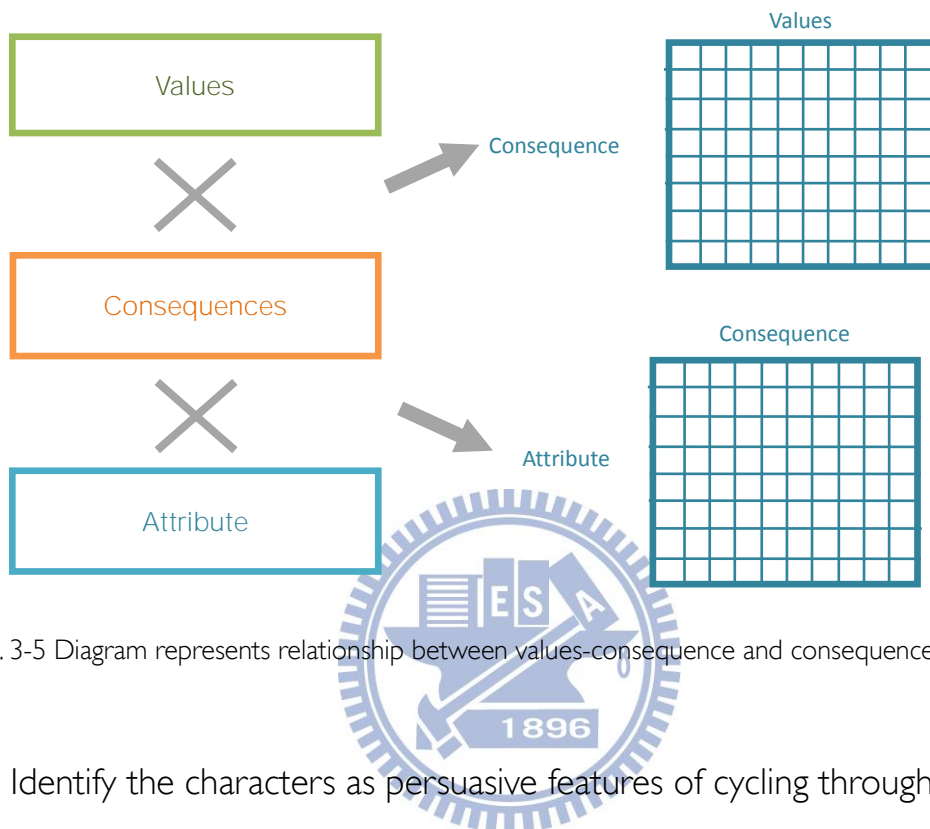 Values
Values
Consequence
Consequences
Consequence
Attribute
Attribute
E S A
. 3-5 Diagram represents relationship between values-consequence and consequence
1896
Identify the characters as persuasive features of cycling through